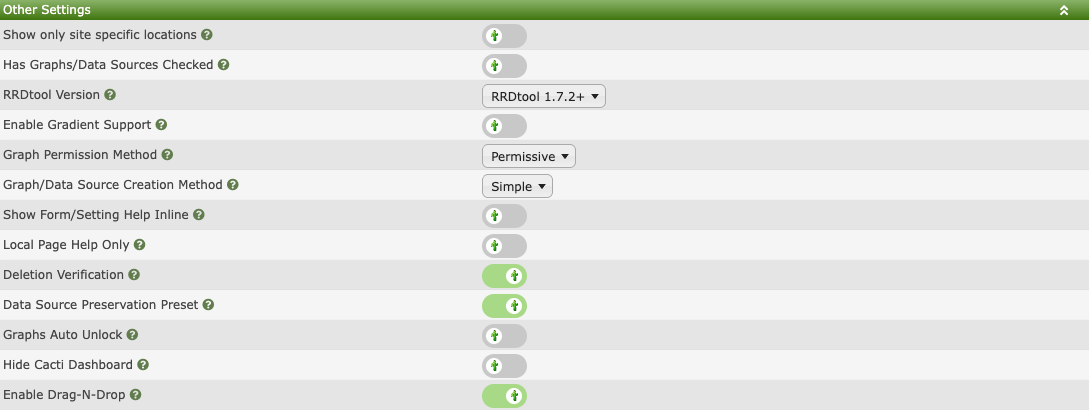 Other Settings
Show only site specific locations
Has Graphs/Data Sources Checked
RRDtool Version RRDtool 1.7.2+
Enable Gradient Support
Graph Permission Method Permissive
Graph/Data Source Creation Method Simple
Show Form/Setting Help Inline
Local Page Help Only
Deletion Verification
Data Source Preservation Preset
Graphs Auto Unlock
Hide Cacti Dashboard
Enable Drag-N-Drop